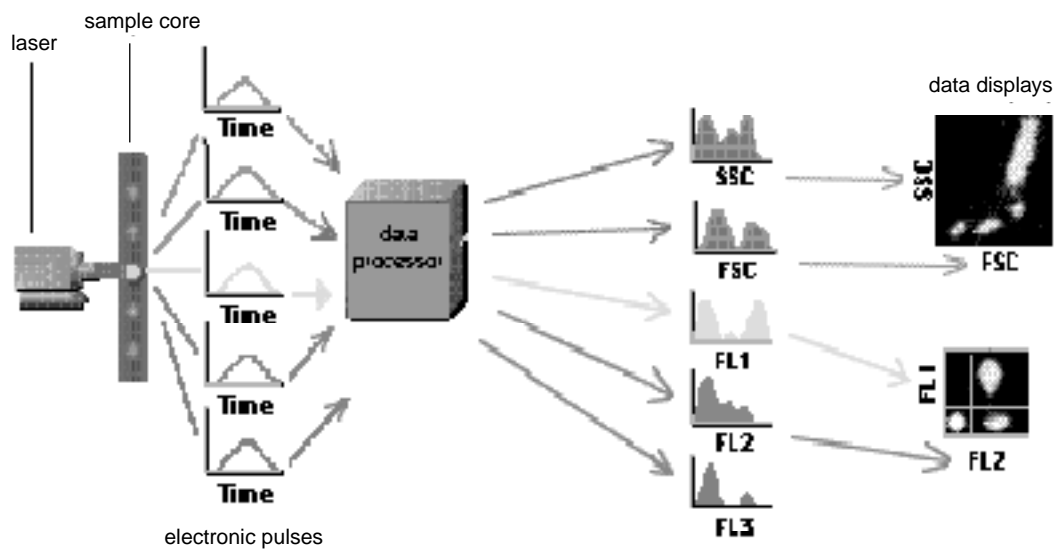 sample core
laser
data displays
Time
Time
Time
Time
Time
electronic pulses
data
processor
SSC
FSC
FL1
FL2
FL3
SSC
FSC
FL1
FL2